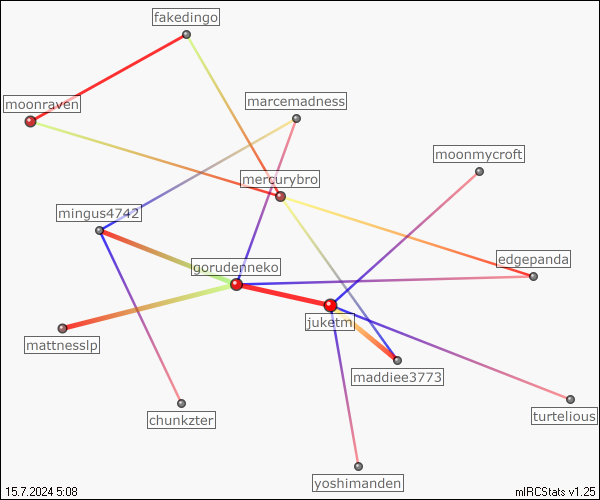 fakedingo
moonraven
marcemadness
moonmycroft
mercurybro
mingus4742
edgepanda
gorudenneko
juketm
mattnesslp
maddiee3773
chunkzter
turtelious
yoshimanden
15.7.2024 5:08
mIRCStats v1.25